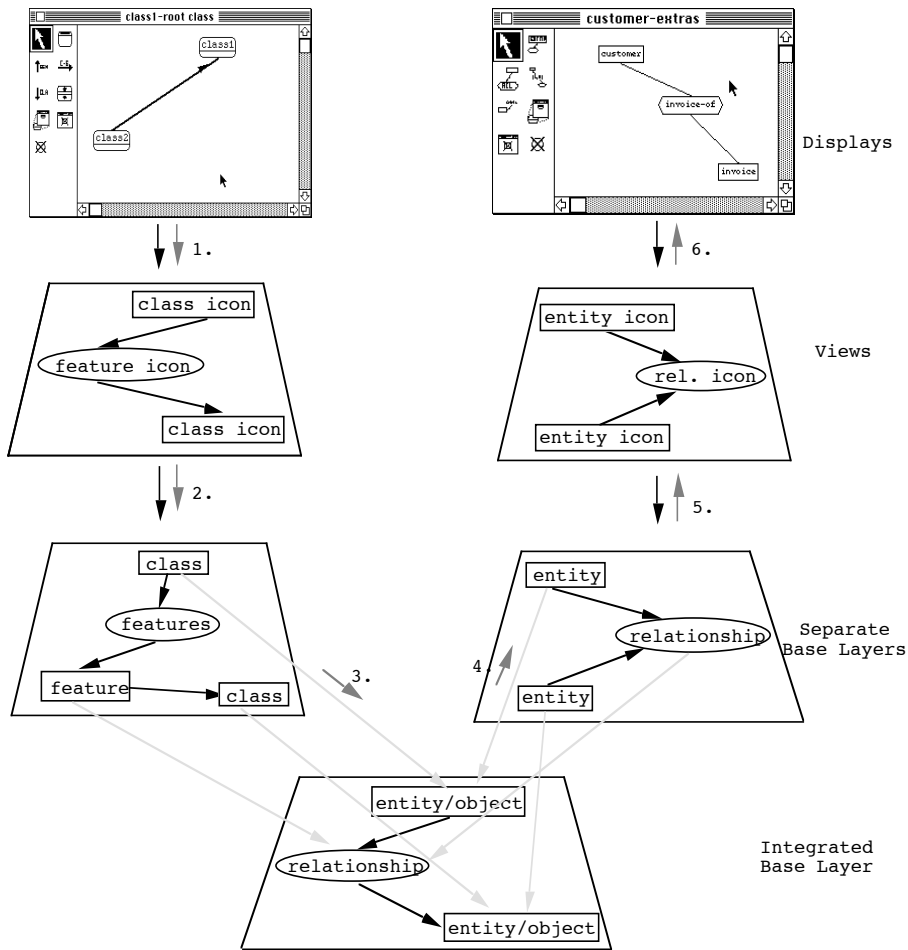 class1-root class
customer-extras
class1
class2
customer
invoice-of
invoice
ALL
Displays
1.
6.
class icon
feature icon
class icon
entity icon
rel. icon
entity icon
Views
2.
5.
class
features
feature
class
entity
relationship
entity
Separate
Base Layers
3.
4.
entity/object
relationship
entity/object
Integrated
Base Layer